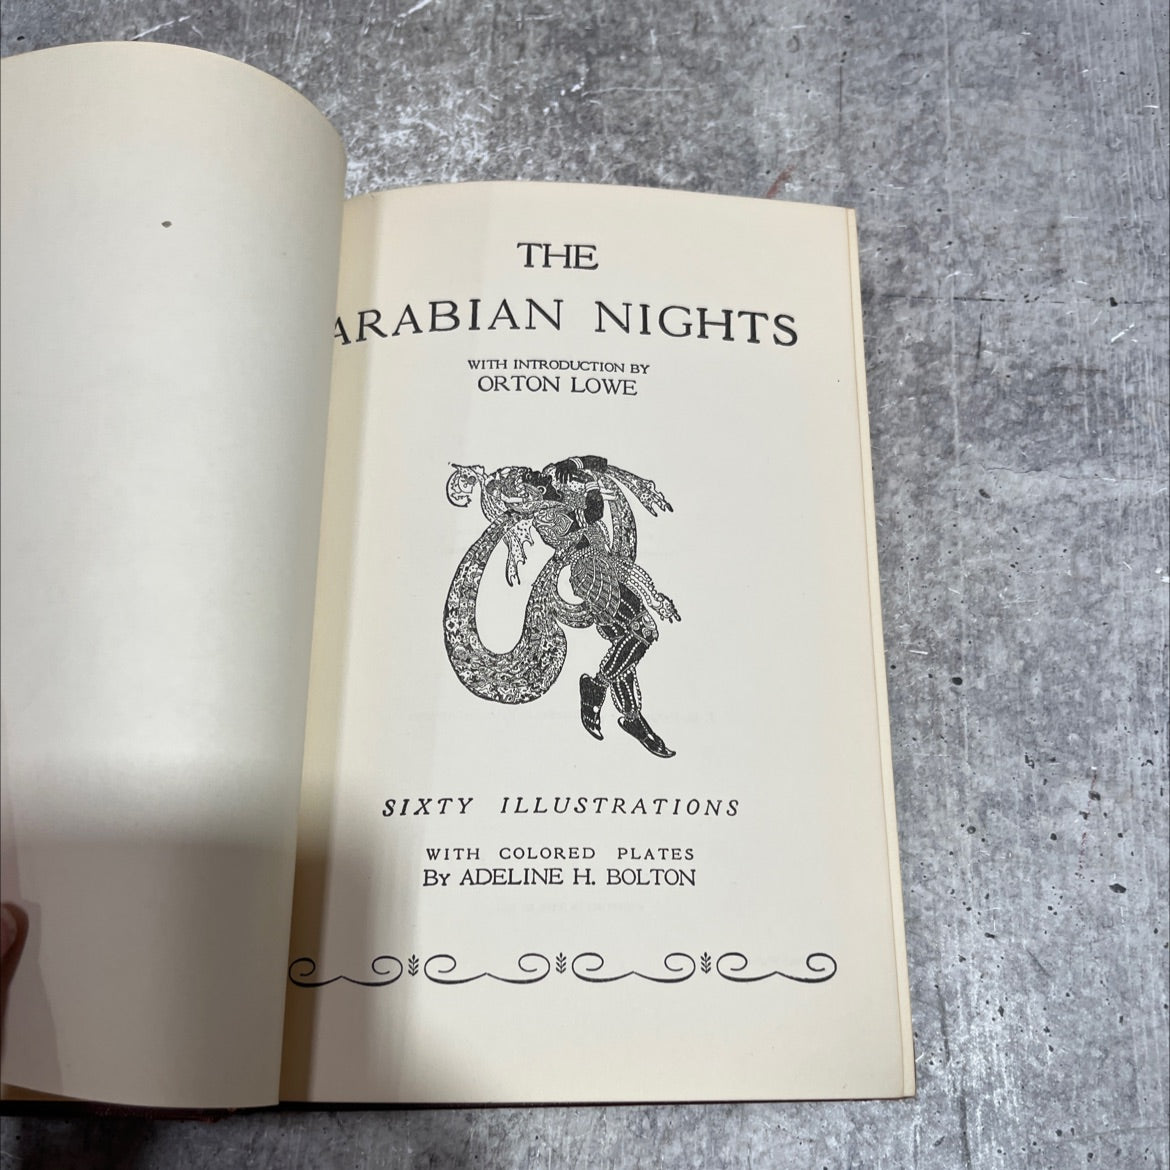 THE
ARABIAN NIGHTS
WITH INTRODUCTION BY
ORTON LOWE
SIXTY ILLUSTRATIONS
WITH COLORED PLATES
By ADELINE H. BOLTON